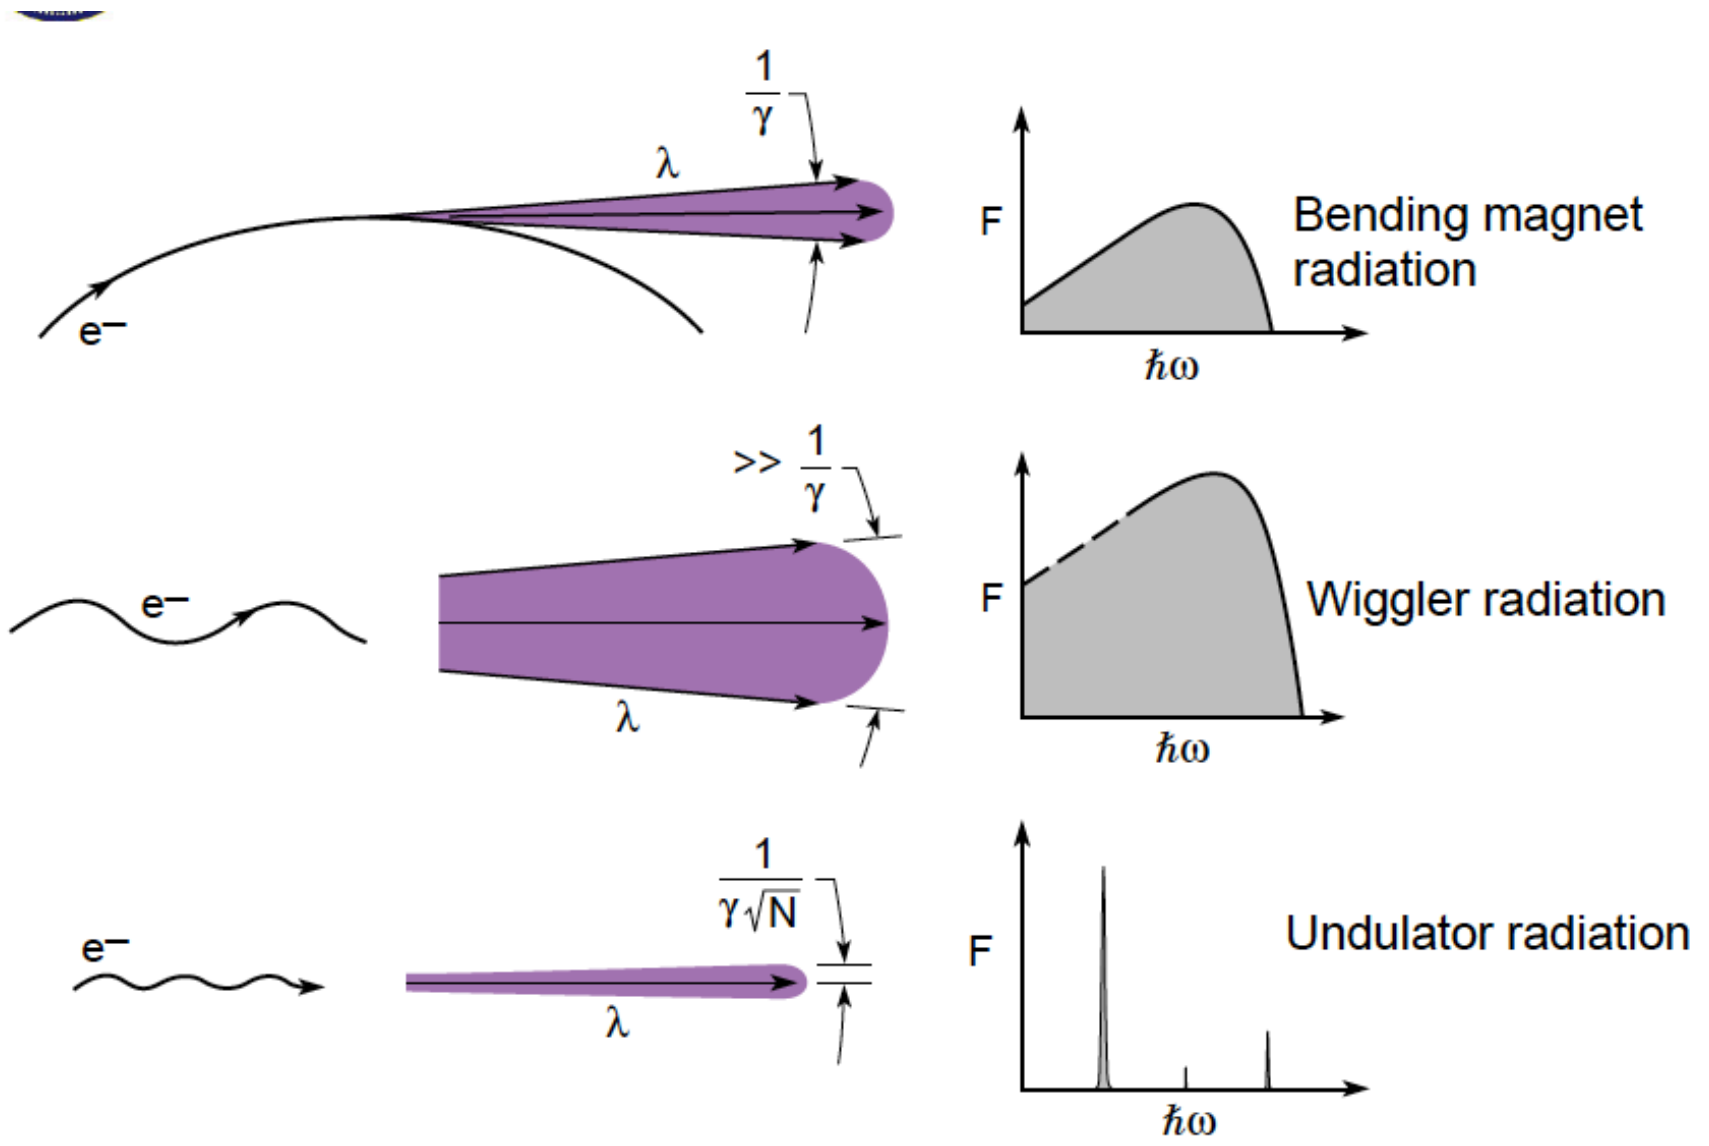 1
γ
λ
e–
F
ħω
Bending magnet
radiation
>> 1
γ
e–
λ
F
ħω
Wiggler radiation
1
γ√N
e–
λ
F
ħω
Undulator radiation